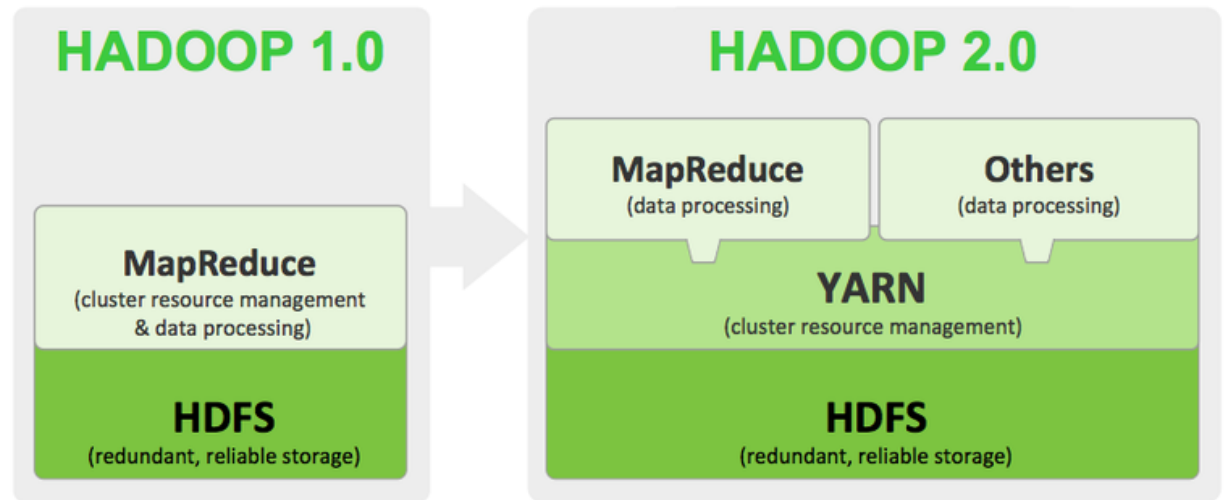 HADOOP 1.0
MapReduce
(cluster resource management
& data processing)
HDFS
(redundant, reliable storage)
HADOOP 2.0
MapReduce
(data processing)
Others
(data processing)
YARN
(cluster resource management)
HDFS
(redundant, reliable storage)